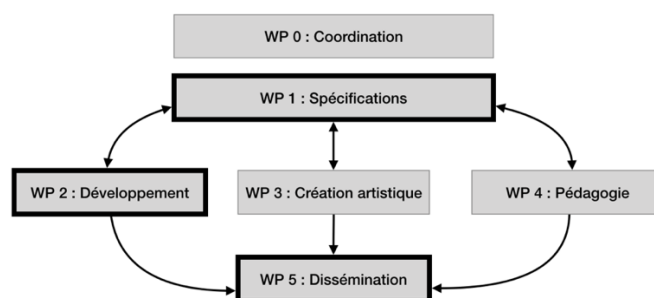 WP 0 : Coordination
WP 1 : Spécifications
WP 2 : Développement
WP 3 : Création artistique
WP 4 : Pédagogie
WP 5 : Dissémination